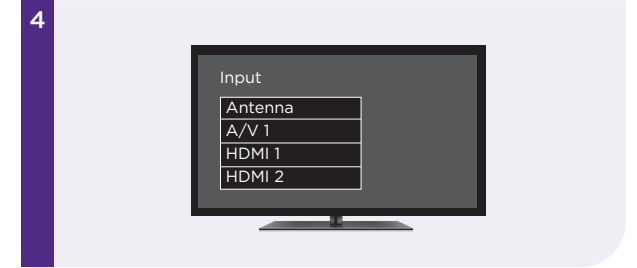 4
Input
Antenna
A/V 1
HDMI 1
HDMI 2